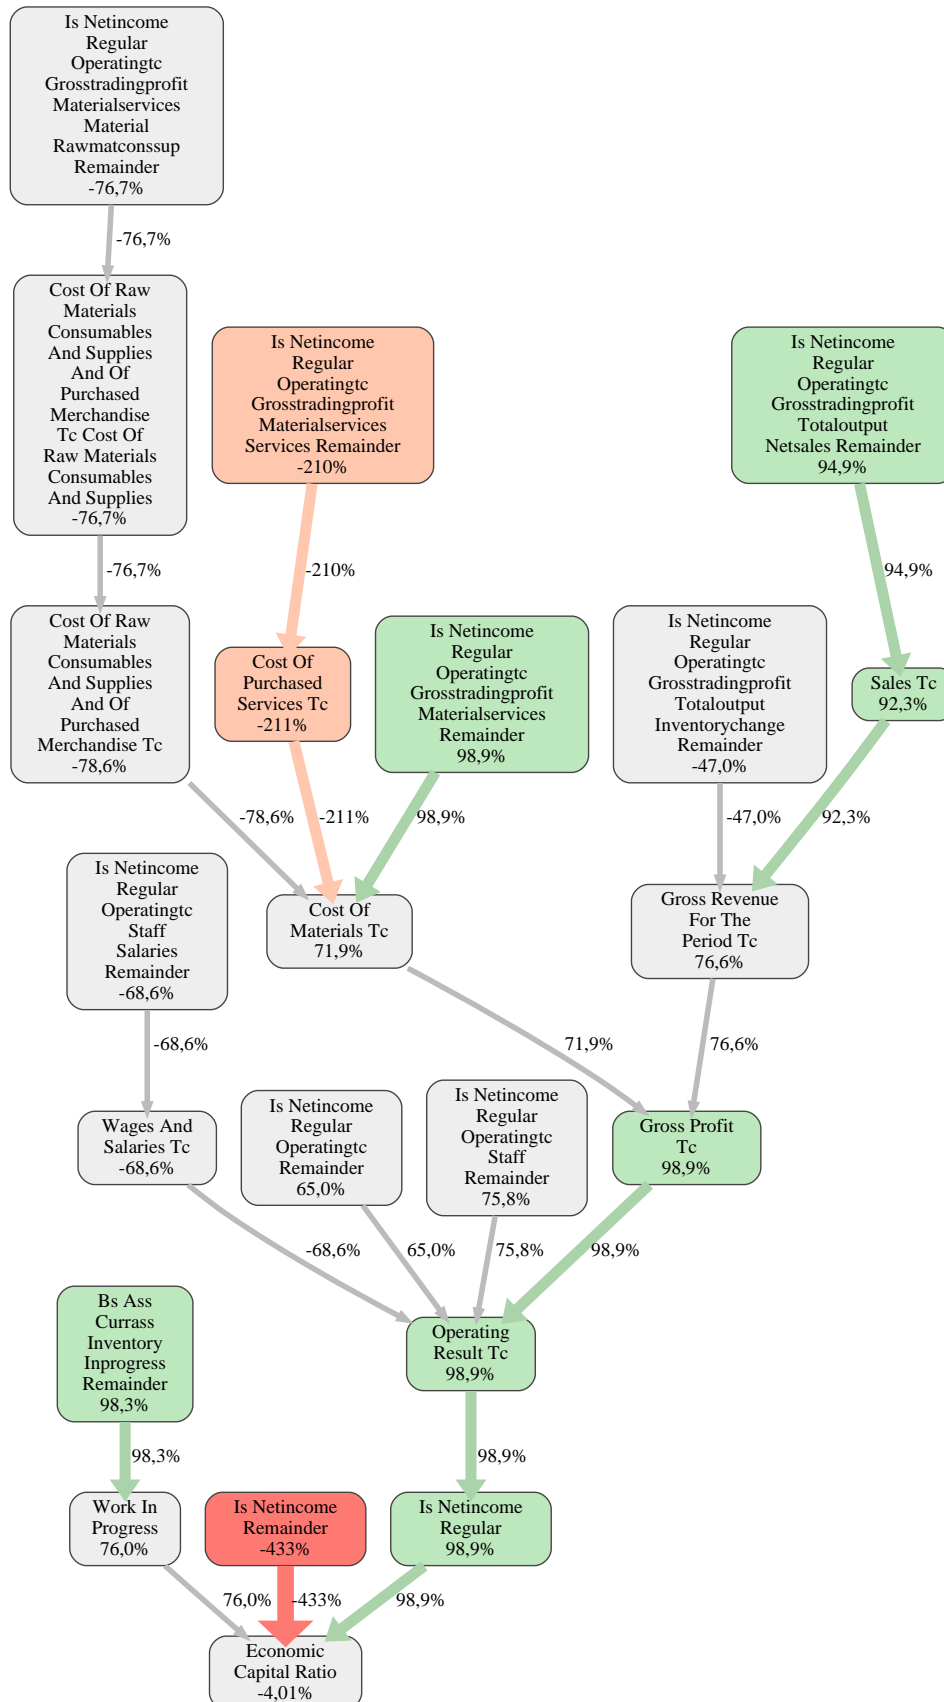 Is Netincome
Regular
Operatingtc
Grosstradingprofit
Materialservices
Material
Rawmatconssup
Remainder
-76,7%
-76,7%
Cost Of Raw
Materials
Consumables
And Supplies
And Of
Purchased
Merchandise
Tc Cost Of
Raw Materials
Consumables
And Supplies
-76,7%
Is Netincome
Regular
Operatingtc
Grosstradingprofit
Materialservices
Services Remainder
-210%
Is Netincome
Regular
Operatingtc
Grosstradingprofit
Totaloutput
Netsales Remainder
94,9%
-76,7%
-210%
94,9%
Cost Of Raw
Materials
Consumables
And Supplies
And Of
Purchased
Merchandise Tc
-78,6%
Cost Of
Purchased
Services Tc
-211%
Is Netincome
Regular
Operatingtc
Grosstradingprofit
Materialservices
Remainder
98,9%
Is Netincome
Regular
Operatingtc
Grosstradingprofit
Totaloutput
Inventorychange
Remainder
-47,0%
Sales Tc
92,3%
-78,6%
-211%
98,9%
-47,0%
92,3%
Is Netincome
Regular
Operatingtc
Staff
Salaries
Remainder
-68,6%
Cost Of
Materials Tc
71,9%
Gross Revenue
For The
Period Tc
76,6%
-68,6%
71,9%
76,6%
Wages And
Salaries Tc
-68,6%
Is Netincome
Regular
Operatingtc
Remainder
65,0%
Is Netincome
Regular
Operatingtc
Staff
Remainder
75,8%
Gross Profit
Tc
98,9%
-68,6%
65,0%
75,8%
98,9%
Bs Ass
Currass
Inventory
Inprogress
Remainder
98,3%
Operating
Result Tc
98,9%
98,3%
98,9%
Work In
Progress
76,0%
Is Netincome
Remainder
-433%
Is Netincome
Regular
98,9%
76,0%
-433%
98,9%
Economic
Capital Ratio
-4,01%